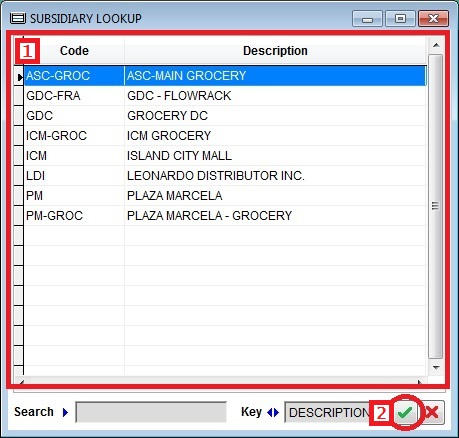 SUBSIDIARY LOOKUP
1
Code Description
ASC-GROC ASC-MAIN GROCERY
GDC-FRA GDC - FLOWRACK
GDC GROCERY DC
ICM-GROC ICM GROCERY
ICM ISLAND CITY MALL
LDI LEONARDO DISTRIBUTOR INC.
PM PLAZA MARCELA
PM-GROC PLAZA MARCELA - GROCERY
Search Key DESCRIPTION 2